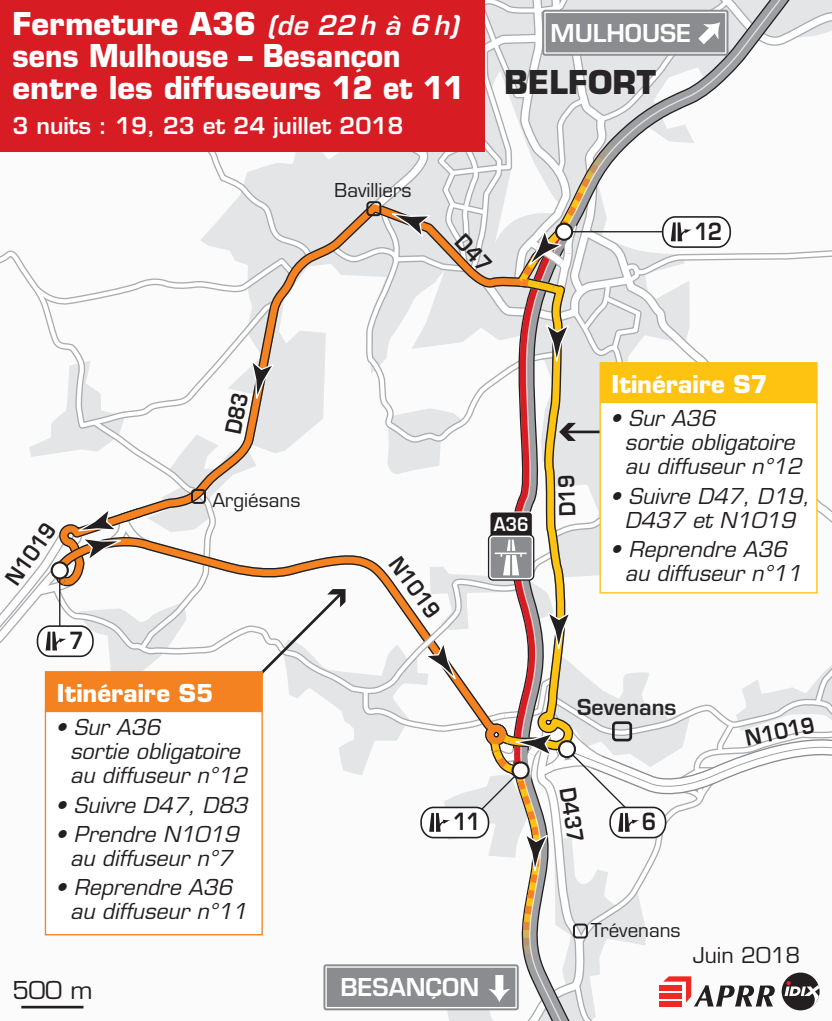 Fermeture A36 (de 22 h à 6 h)
sens Mulhouse – Besançon
entre les diffuseurs 12 et 11
3 nuits : 19, 23 et 24 juillet 2018
MULHOUSE
BELFORT
Bavilliers
12
D47
Itinéraire S7
• Sur A36
sortie obligatoire
au diffuseur n°12
• Suivre D47, D19,
D437 et N1019
• Reprendre A36
au diffuseur n°11
D83
D19
Argiésans
A36
N1019
N1019
7
Itinéraire S5
• Sur A36
sortie obligatoire
au diffuseur n°12
• Suivre D47, D83
• Prendre N1019
au diffuseur n°7
• Reprendre A36
au diffuseur n°11
Sevenans
N1019
11
D437
6
Trévenans
Juin 2018
500 m
BESANÇON
APRR
iDIX